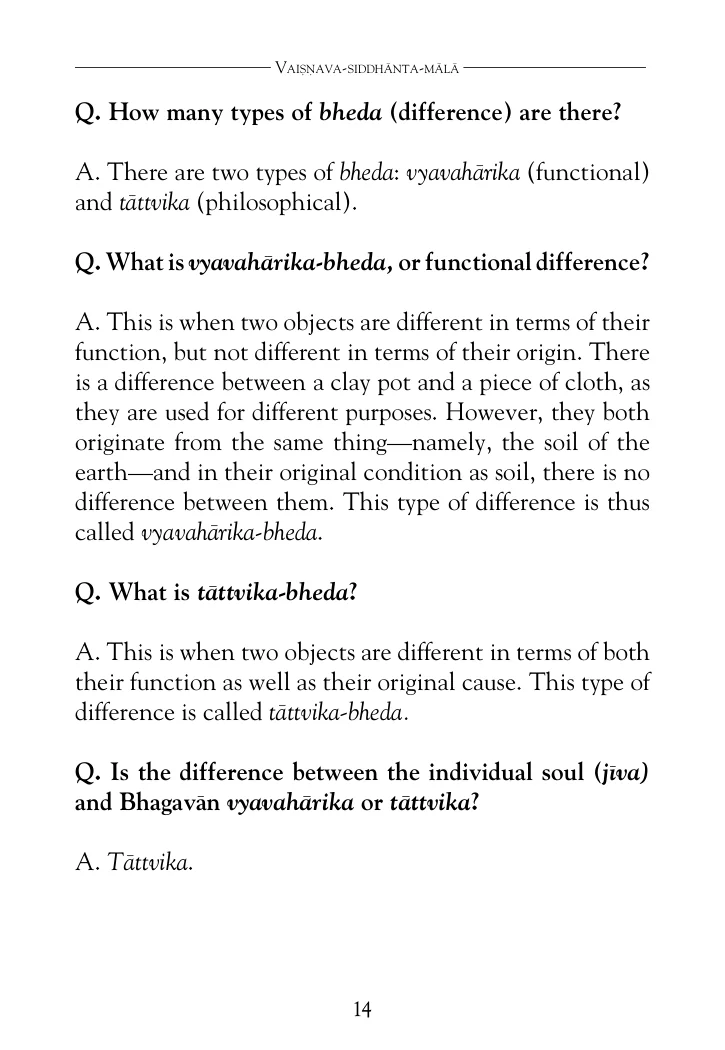 Vaiṣṇava-siddhānta-mālā
Q. How many types of bheda (difference) are there?
A. There are two types of bheda: vyavahārika (functional)
and tāttvika (philosophical).
Q. What is vyavahārika-bheda, or functional difference?
A. This is when two objects are different in terms of their
function, but not different in terms of their origin. There
is a difference between a clay pot and a piece of cloth, as
they are used for different purposes. However, they both
originate from the same thing—namely, the soil of the
earth—and in their original condition as soil, there is no
difference between them. This type of difference is thus
called vyavahārika-bheda.
Q. What is tāttvika-bheda?
A. This is when two objects are different in terms of both
their function as well as their original cause. This type of
difference is called tāttvika-bheda.
Q. Is the difference between the individual soul (jīva)
and Bhagavān vyavahārika or tāttvika?
A. Tāttvika.
14